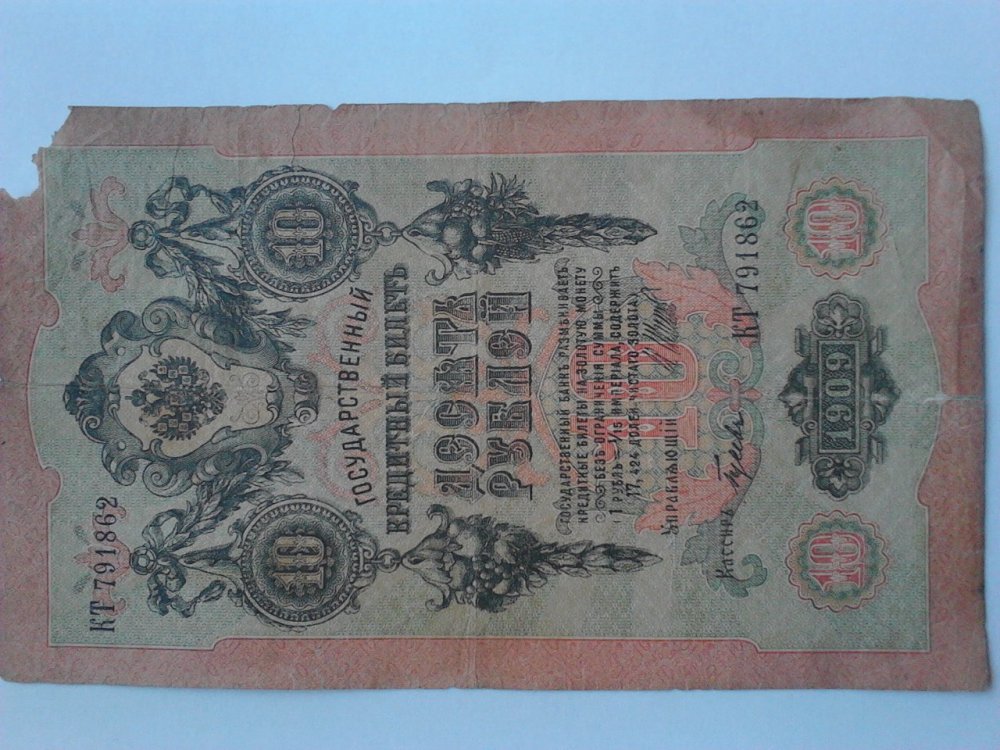 КТ 791862
10 10
ГОСУДАРСТВЕННЫЙ
КРЕДИТНЫЙ БИЛЕТЪ
ДЕСЯТЬ
РУБЛЕЙ
ГОСУДАРСТВЕННЫЙ БАНКЪ РАЗМѢНИВАЕТЪ
КРЕДИТНЫЕ БИЛЕТЫ НА ЗОЛОТУЮ МОНЕТУ
БЕЗЪ ОГРАНИЧЕНІЯ СУММЫ
(1 РУБЛЬ = 1/15 ИМПЕРІАЛА, СОДЕРЖИТЪ
17,424 ДОЛЕЙ ЧИСТАГО ЗОЛОТА)
10
УПРАВЛЯЮЩІЙ
Кассиръ
КТ 791862
10 1909 10